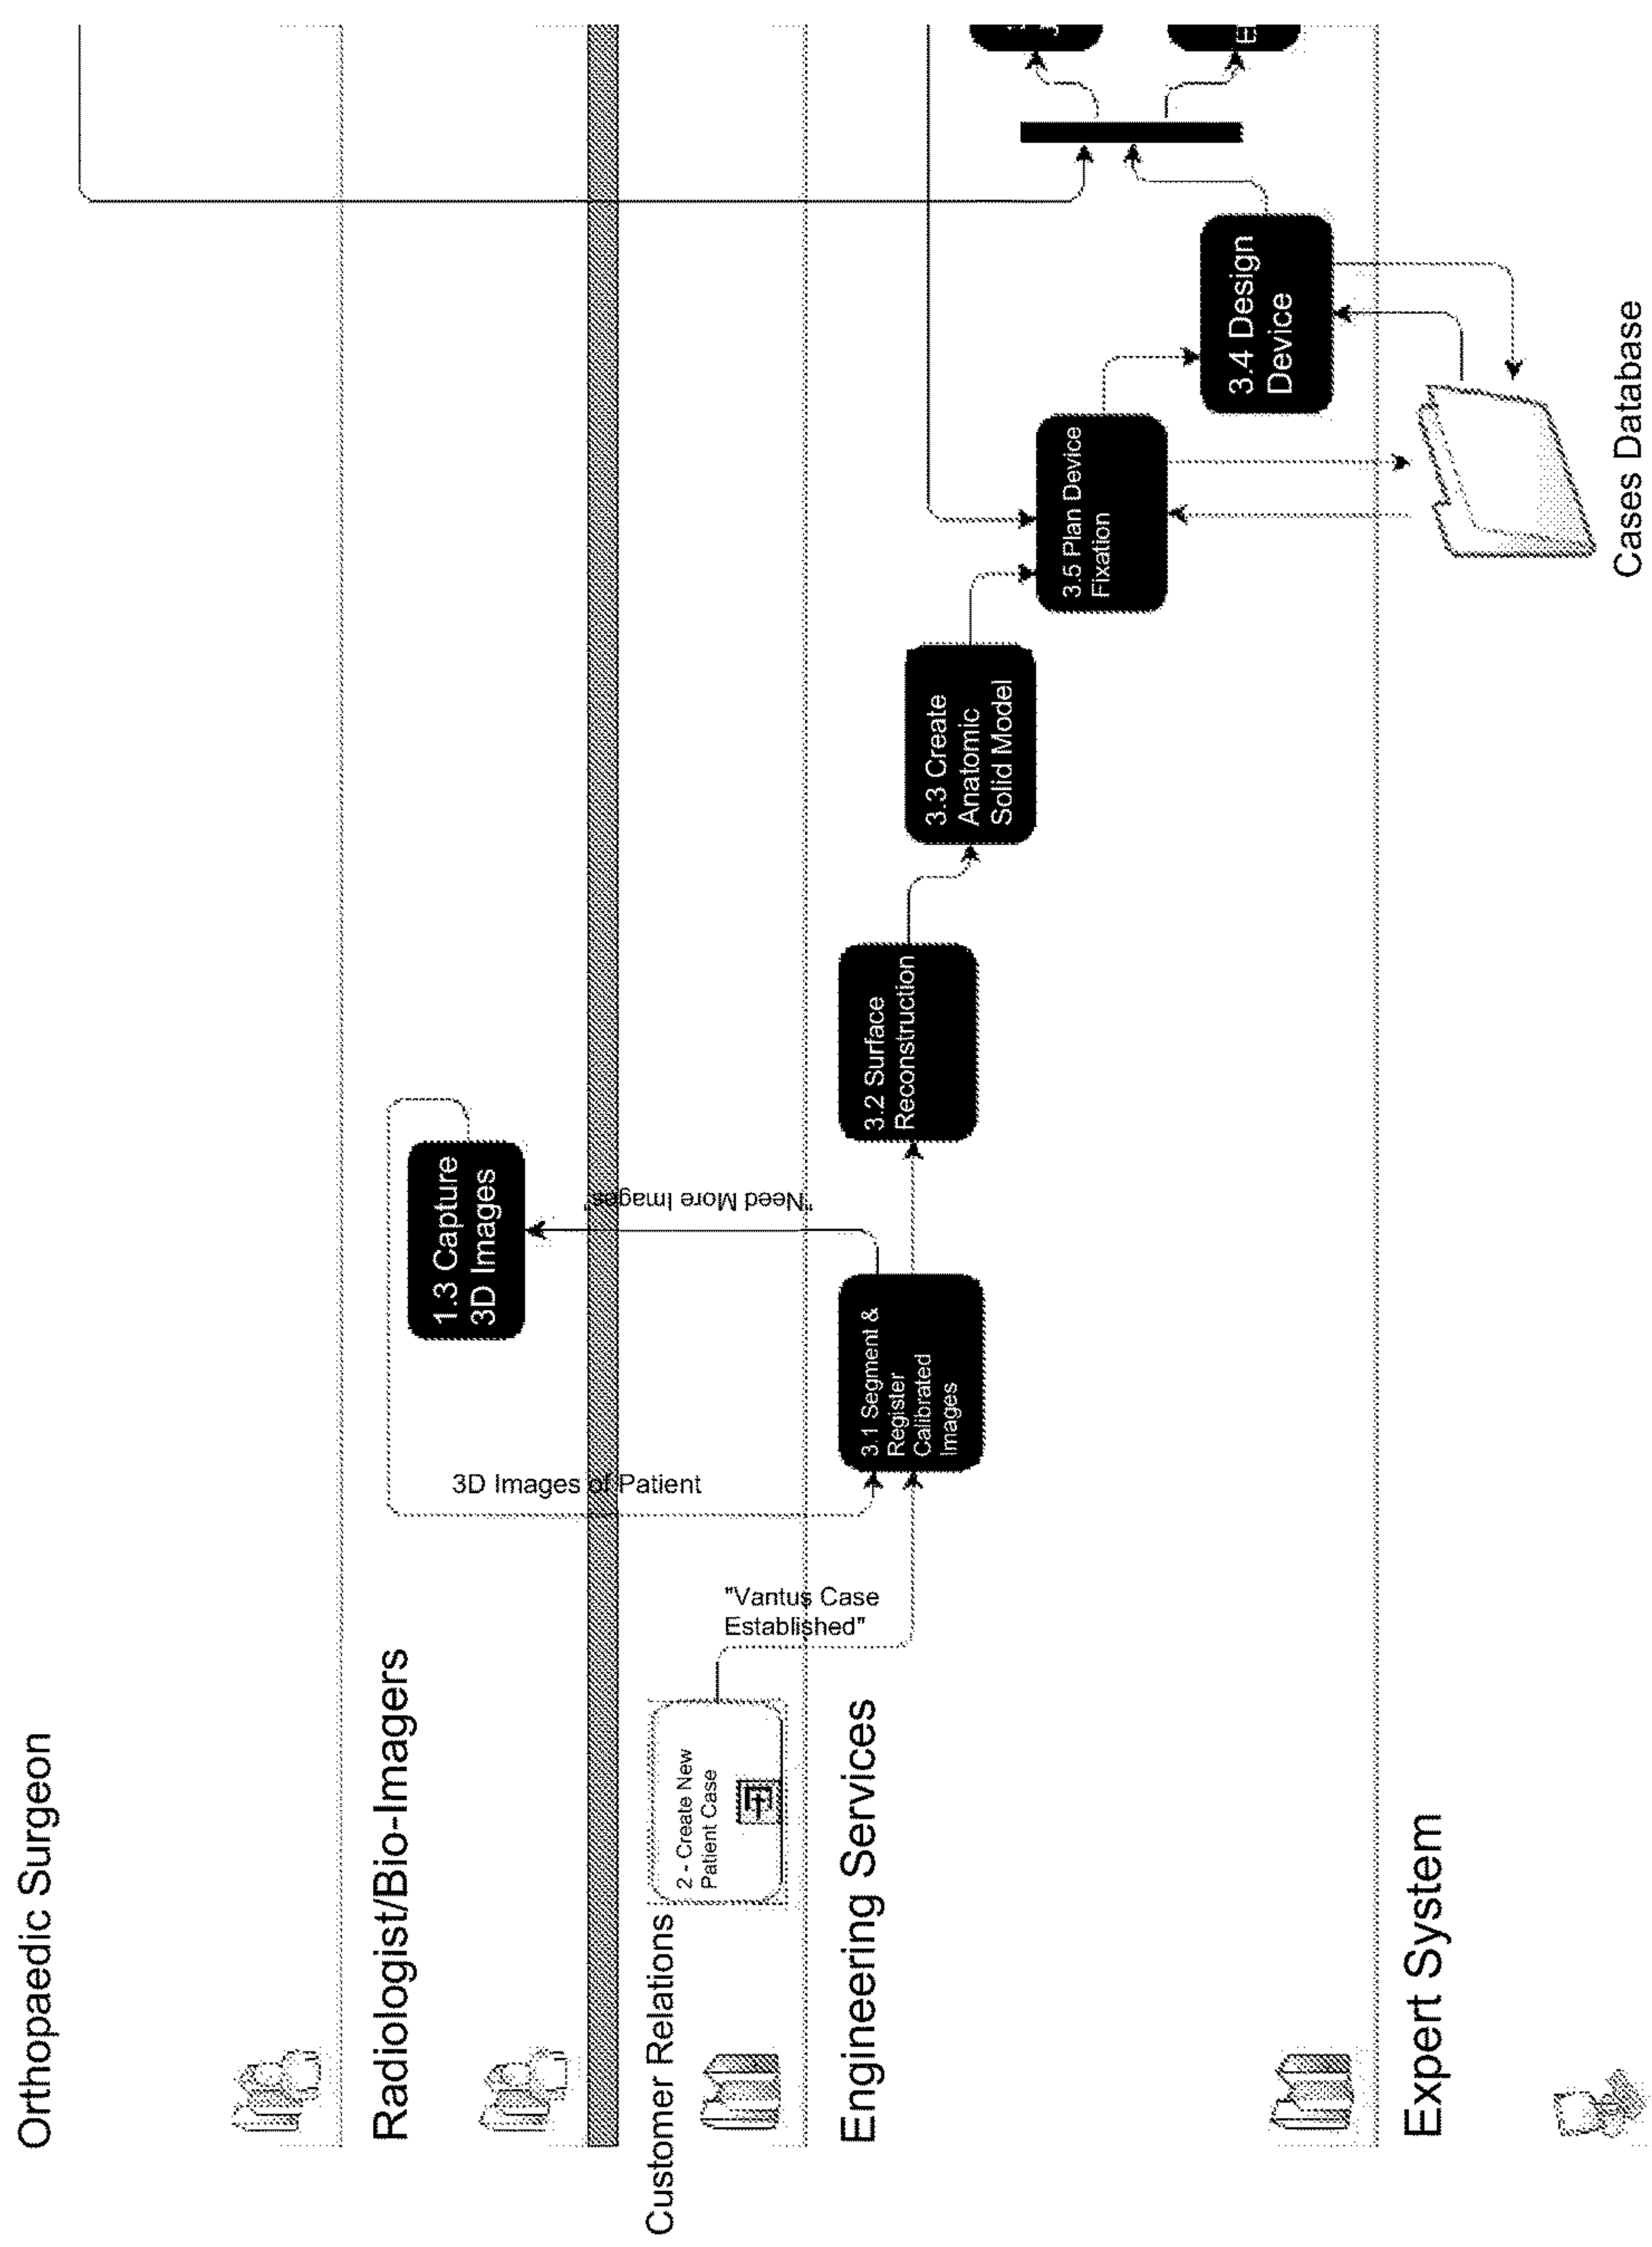 Orthopaedic Surgeon
Radiologist/Bio-Imagers
1.3 Capture
3D Images
"Need More Images"
3D Images of Patient
Customer Relations
2 - Create New
Patient Case
"Vantus Case
Established"
Engineering Services
3.1 Segment &
Register
Calibrated
Images
3.2 Surface
Reconstruction
3.3 Create
Anatomic
Solid Model
3.5 Plan Device
Fixation
3.4 Design
Device
Expert System
Cases Database